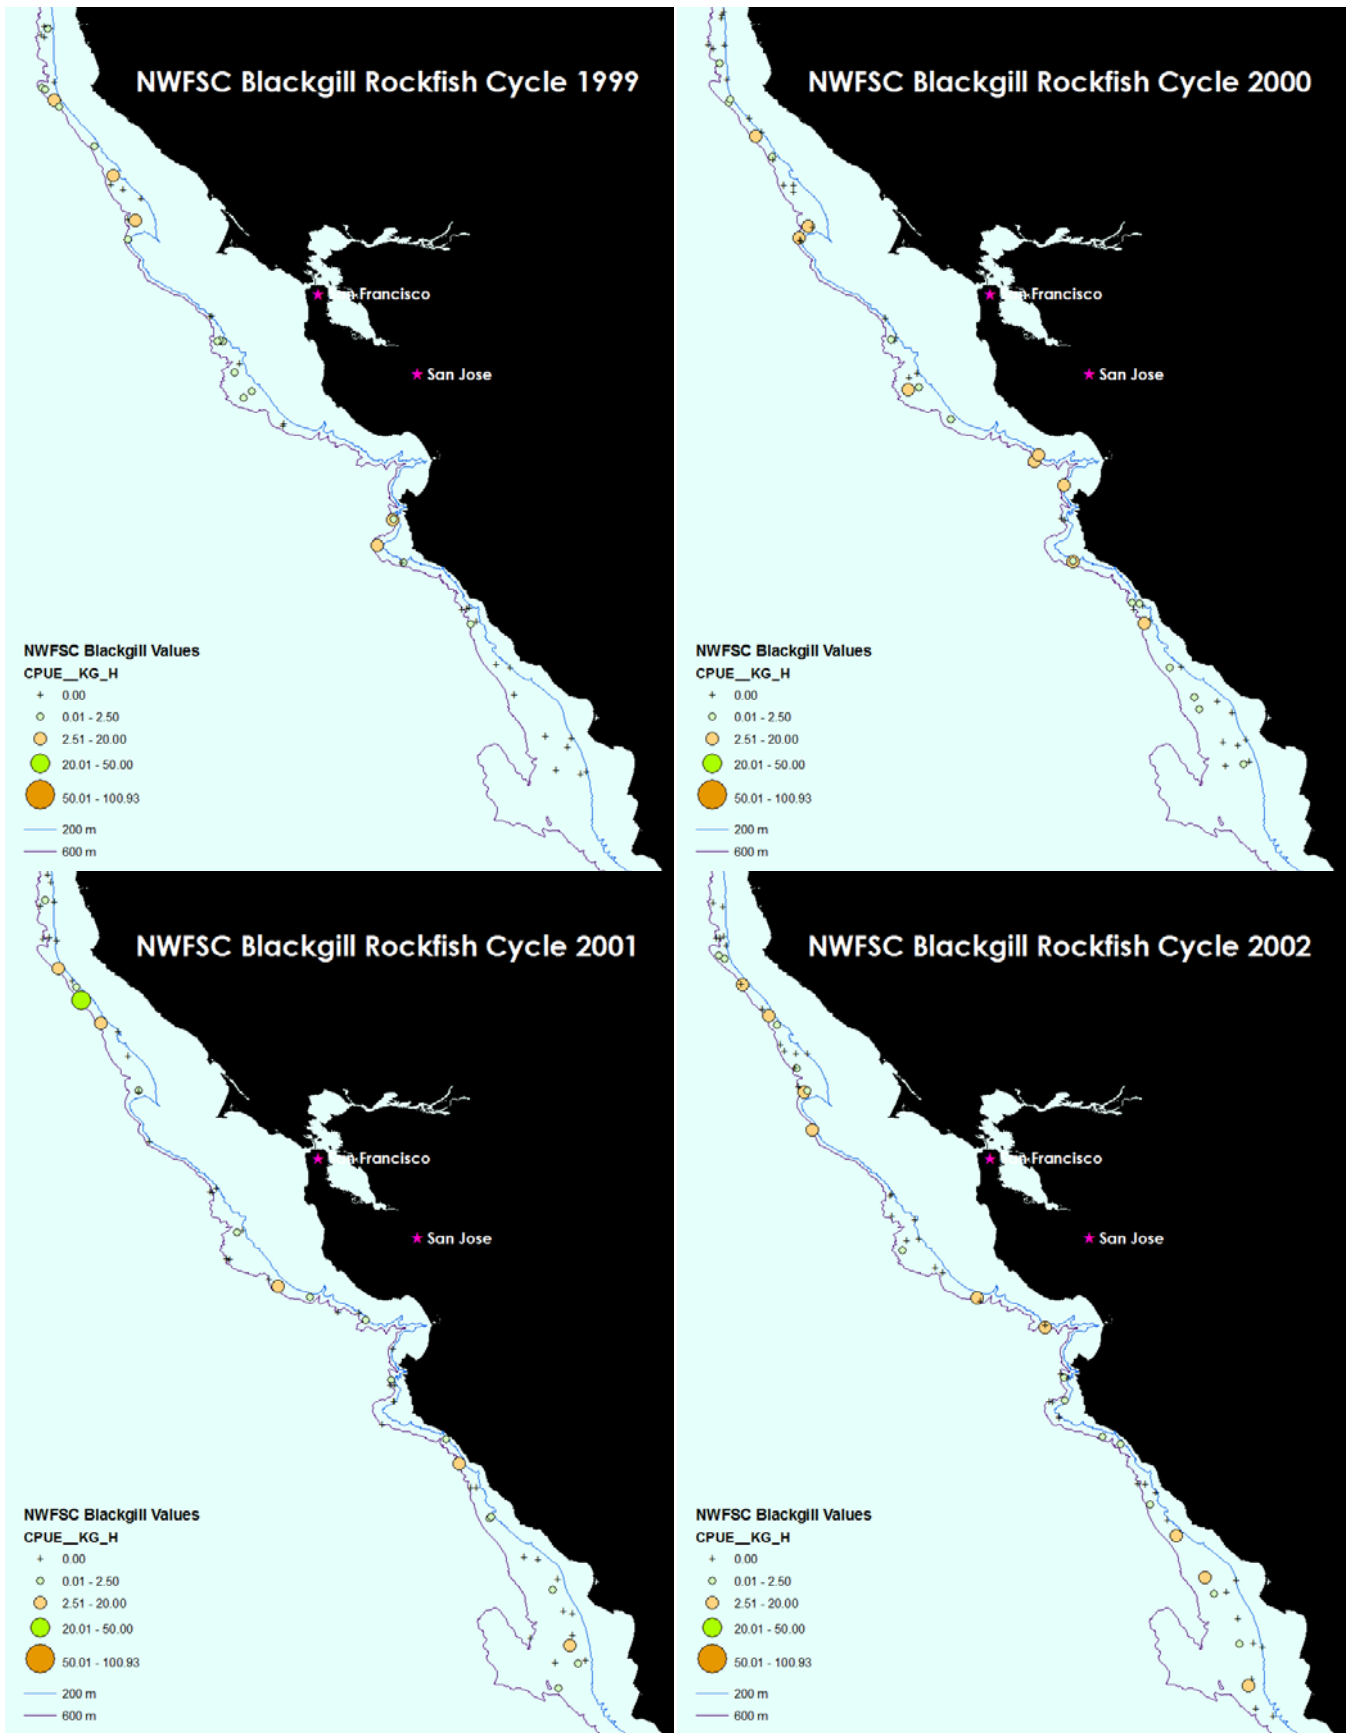 NWFSC Blackgill Rockfish Cycle 1999
Francisco
San Jose
NWFSC Blackgill Values
CPUE__KG_H
0.00
0.01 - 2.50
2.51 - 20.00
20.01 - 50.00
50.01 - 100.93
200 m
600 m
NWFSC Blackgill Rockfish Cycle 2000
Francisco
San Jose
NWFSC Blackgill Values
CPUE__KG_H
0.00
0.01 - 2.50
2.51 - 20.00
20.01 - 50.00
50.01 - 100.93
200 m
600 m
NWFSC Blackgill Rockfish Cycle 2001
Francisco
San Jose
NWFSC Blackgill Values
CPUE__KG_H
0.00
0.01 - 2.50
2.51 - 20.00
20.01 - 50.00
50.01 - 100.93
200 m
600 m
NWFSC Blackgill Rockfish Cycle 2002
Francisco
San Jose
NWFSC Blackgill Values
CPUE__KG_H
0.00
0.01 - 2.50
2.51 - 20.00
20.01 - 50.00
50.01 - 100.93
200 m
600 m